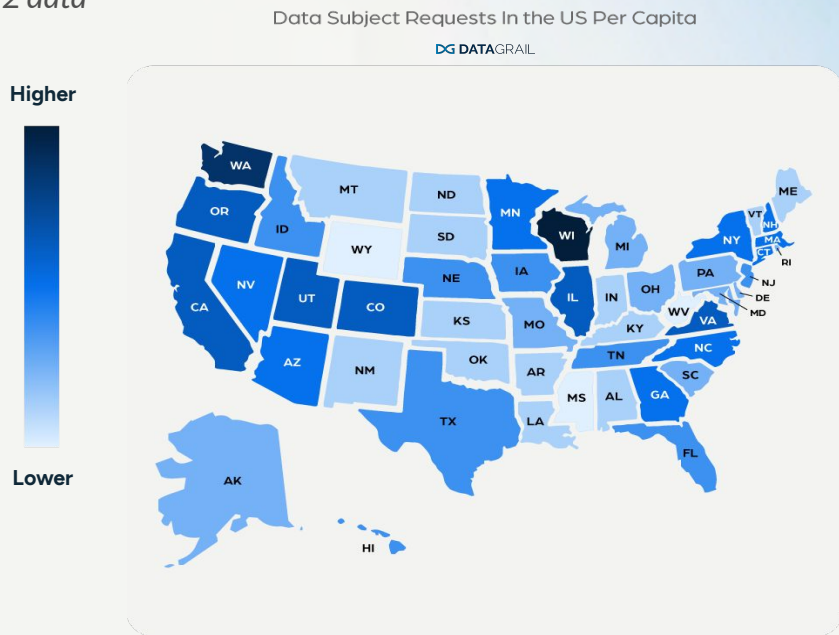 2 data
Data Subject Requests In the US Per Capita
DG DATAGRAIL
Higher
Lower
WA
MT
ND
ME
OR
ID
MN
VT
NH
WY
SD
WI
MI
NY
MA
CT
RI
CA
NV
UT
CO
NE
IA
IL
IN
OH
PA
NJ
DE
MD
WV
VA
KS
MO
KY
AZ
NM
OK
AR
TN
NC
SC
TX
LA
MS
AL
GA
FL
AK
HI